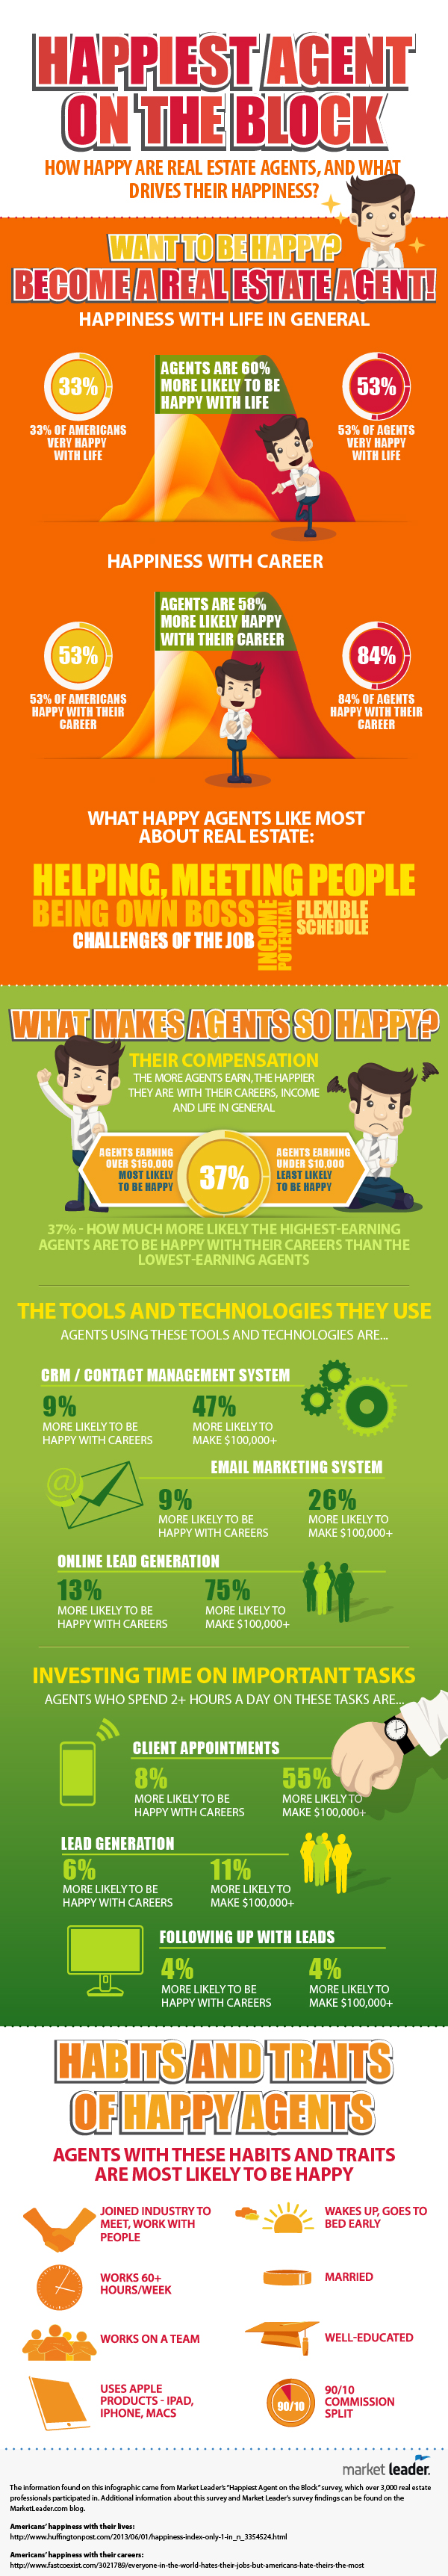 HAPPIEST AGENT
ON THE BLOCK
HOW HAPPY ARE REAL ESTATE AGENTS, AND WHAT
DRIVES THEIR HAPPINESS?
WANT TO BE HAPPY?
BECOME A REAL ESTATE AGENT!
HAPPINESS WITH LIFE IN GENERAL
33%
33% OF AMERICANS
VERY HAPPY
WITH LIFE
AGENTS ARE 60%
MORE LIKELY TO BE
HAPPY WITH LIFE
53%
53% OF AGENTS
VERY HAPPY
WITH LIFE
HAPPINESS WITH CAREER
53%
53% OF AMERICANS
HAPPY WITH THEIR
CAREER
AGENTS ARE 58%
MORE LIKELY HAPPY
WITH THEIR CAREER
84%
84% OF AGENTS
HAPPY WITH THEIR
CAREER
WHAT HAPPY AGENTS LIKE MOST
ABOUT REAL ESTATE:
HELPING, MEETING PEOPLE
BEING OWN BOSS
CHALLENGES OF THE JOB
INCOME
POTENTIAL
FLEXIBLE
SCHEDULE
WHAT MAKES AGENTS SO HAPPY?
THEIR COMPENSATION
THE MORE AGENTS EARN, THE HAPPIER
THEY ARE WITH THEIR CAREERS, INCOME
AND LIFE IN GENERAL
AGENTS EARNING
OVER $150,000
MOST LIKELY
TO BE HAPPY
37%
AGENTS EARNING
UNDER $10,000
LEAST LIKELY
TO BE HAPPY
37% - HOW MUCH MORE LIKELY THE HIGHEST-EARNING
AGENTS ARE TO BE HAPPY WITH THEIR CAREERS THAN THE
LOWEST-EARNING AGENTS
THE TOOLS AND TECHNOLOGIES THEY USE
AGENTS USING THESE TOOLS AND TECHNOLOGIES ARE...
CRM / CONTACT MANAGEMENT SYSTEM
9%
MORE LIKELY TO BE
HAPPY WITH CAREERS
47%
MORE LIKELY TO
MAKE $100,000+
@
EMAIL MARKETING SYSTEM
9%
MORE LIKELY TO BE
HAPPY WITH CAREERS
26%
MORE LIKELY TO
MAKE $100,000+
ONLINE LEAD GENERATION
13%
MORE LIKELY TO BE
HAPPY WITH CAREERS
75%
MORE LIKELY TO
MAKE $100,000+
INVESTING TIME ON IMPORTANT TASKS
AGENTS WHO SPEND 2+ HOURS A DAY ON THESE TASKS ARE...
CLIENT APPOINTMENTS
8%
MORE LIKELY TO BE
HAPPY WITH CAREERS
55%
MORE LIKELY TO
MAKE $100,000+
LEAD GENERATION
6%
MORE LIKELY TO BE
HAPPY WITH CAREERS
11%
MORE LIKELY TO
MAKE $100,000+
FOLLOWING UP WITH LEADS
4%
MORE LIKELY TO BE
HAPPY WITH CAREERS
4%
MORE LIKELY TO
MAKE $100,000+
HABITS AND TRAITS
OF HAPPY AGENTS
AGENTS WITH THESE HABITS AND TRAITS
ARE MOST LIKELY TO BE HAPPY
JOINED INDUSTRY TO
MEET, WORK WITH
PEOPLE
WAKES UP, GOES TO
BED EARLY
WORKS 60+
HOURS/WEEK
MARRIED
WORKS ON A TEAM
WELL-EDUCATED
USES APPLE
PRODUCTS - IPAD,
IPHONE, MACS
90/10
90/10
COMMISSION
SPLIT
market leader.
The information found on this infographic came from Market Leader's "Happiest Agent on the Block" survey, which over 3,000 real estate
professionals participated in. Additional information about this survey and Market Leader's survey findings can be found on the
MarketLeader.com blog.
Americans' happiness with their lives:
http://www.huffingtonpost.com/2013/06/01/happiness-index-only-1-in_n_3354524.html
Americans' happiness with their careers:
http://www.fastcoexist.com/3021789/everyone-in-the-world-hates-their-jobs-but-americans-hate-theirs-the-most